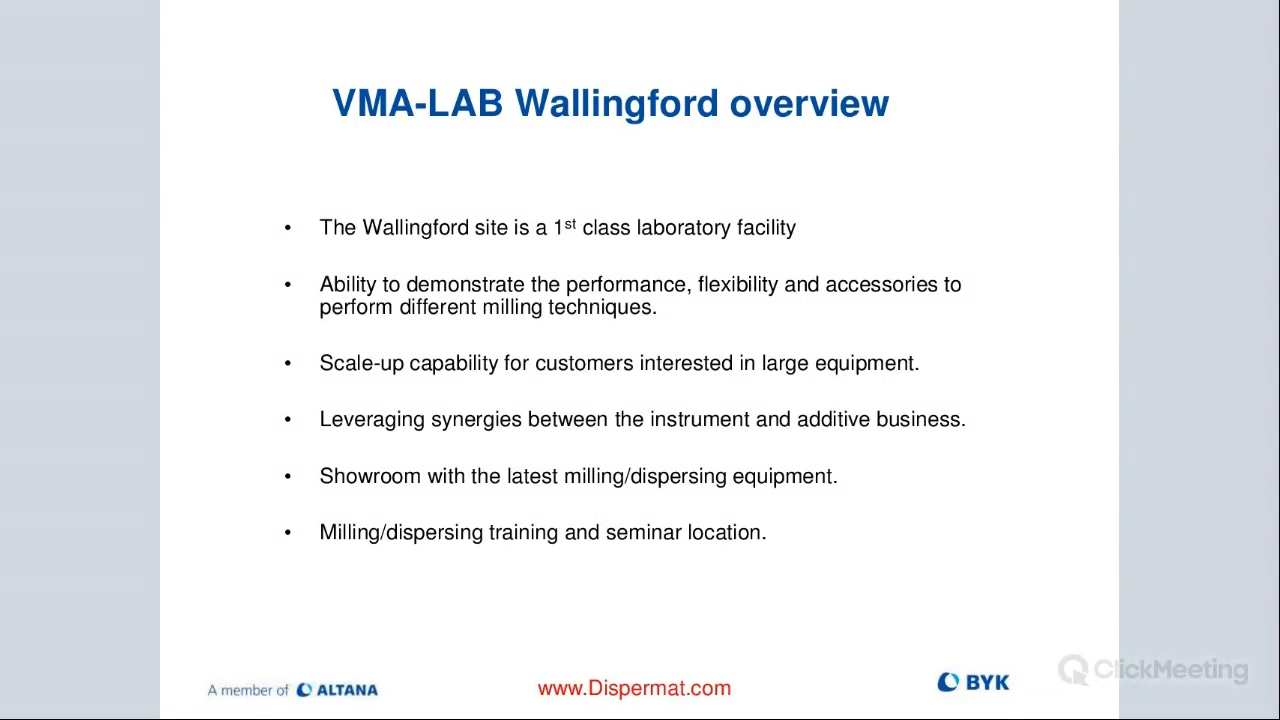 VMA-LAB Wallingford overview
• The Wallingford site is a 1st class laboratory facility
• Ability to demonstrate the performance, flexibility and accessories to
perform different milling techniques.
• Scale-up capability for customers interested in large equipment.
• Leveraging synergies between the instrument and additive business.
• Showroom with the latest milling/dispersing equipment.
• Milling/dispersing training and seminar location.
A member of ALTANA
www.Dispermat.com
BYK
ClickMeeting